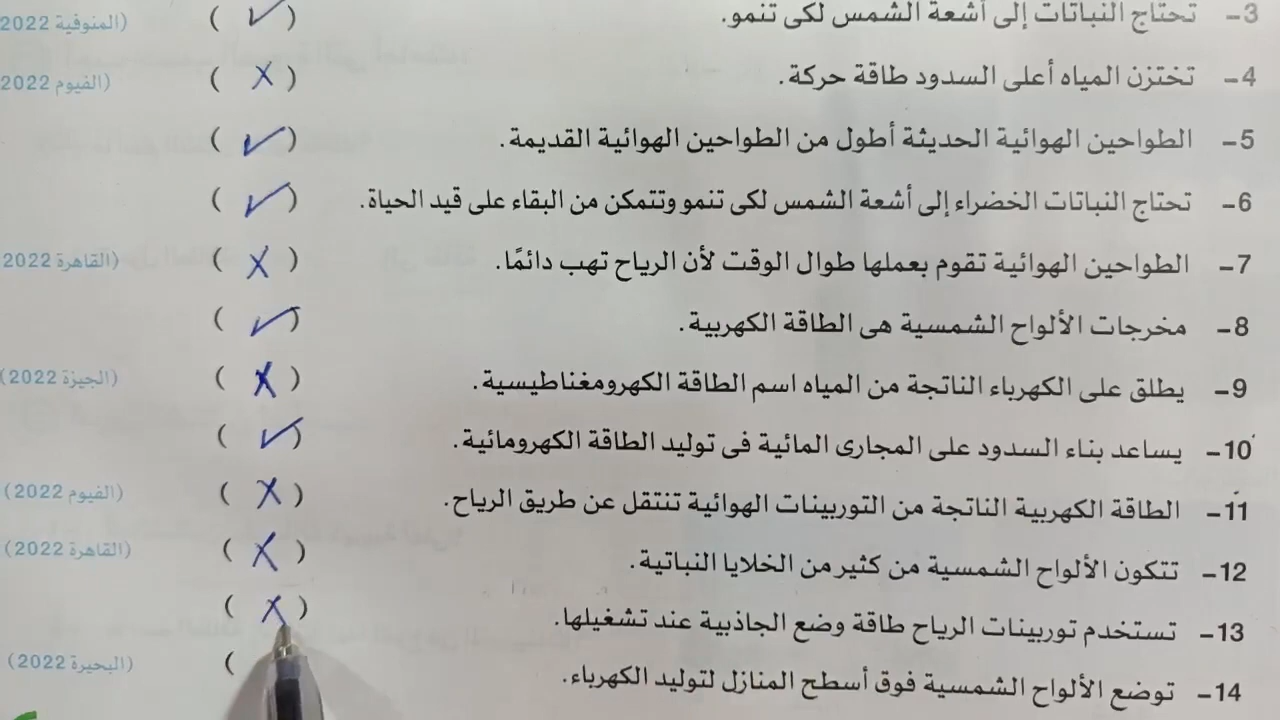 3- تحتاج النباتات إلى أشعة الشمس لكى تنمو. ( ✓ ) (المنوفية 2022
4- تختزن المياه أعلى السدود طاقة حركة. ( X ) (الفيوم 2022
5- الطواحين الهوائية الحديثة أطول من الطواحين الهوائية القديمة. ( ✓ )
6- تحتاج النباتات الخضراء إلى أشعة الشمس لكى تنمو وتتمكن من البقاء على قيد الحياة. ( ✓ )
7- الطواحين الهوائية تقوم بعملها طوال الوقت لأن الرياح تهب دائمًا. ( X ) (القاهرة 2022
8- مخرجات الألواح الشمسية هى الطاقة الكهربية. ( ✓ )
9- يطلق على الكهرباء الناتجة من المياه اسم الطاقة الكهرومغناطيسية. ( X ) (الجيزة 2022)
10- يساعد بناء السدود على المجارى المائية فى توليد الطاقة الكهرومائية. ( ✓ )
11- الطاقة الكهربية الناتجة من التوربينات الهوائية تنتقل عن طريق الرياح. ( X ) (الفيوم 2022)
12- تتكون الألواح الشمسية من كثير من الخلايا النباتية. ( X ) (القاهرة 2022)
13- تستخدم توربينات الرياح طاقة وضع الجاذبية عند تشغيلها. ( X )
14- توضع الألواح الشمسية فوق أسطح المنازل لتوليد الكهرباء. ( (البحيرة 2022)